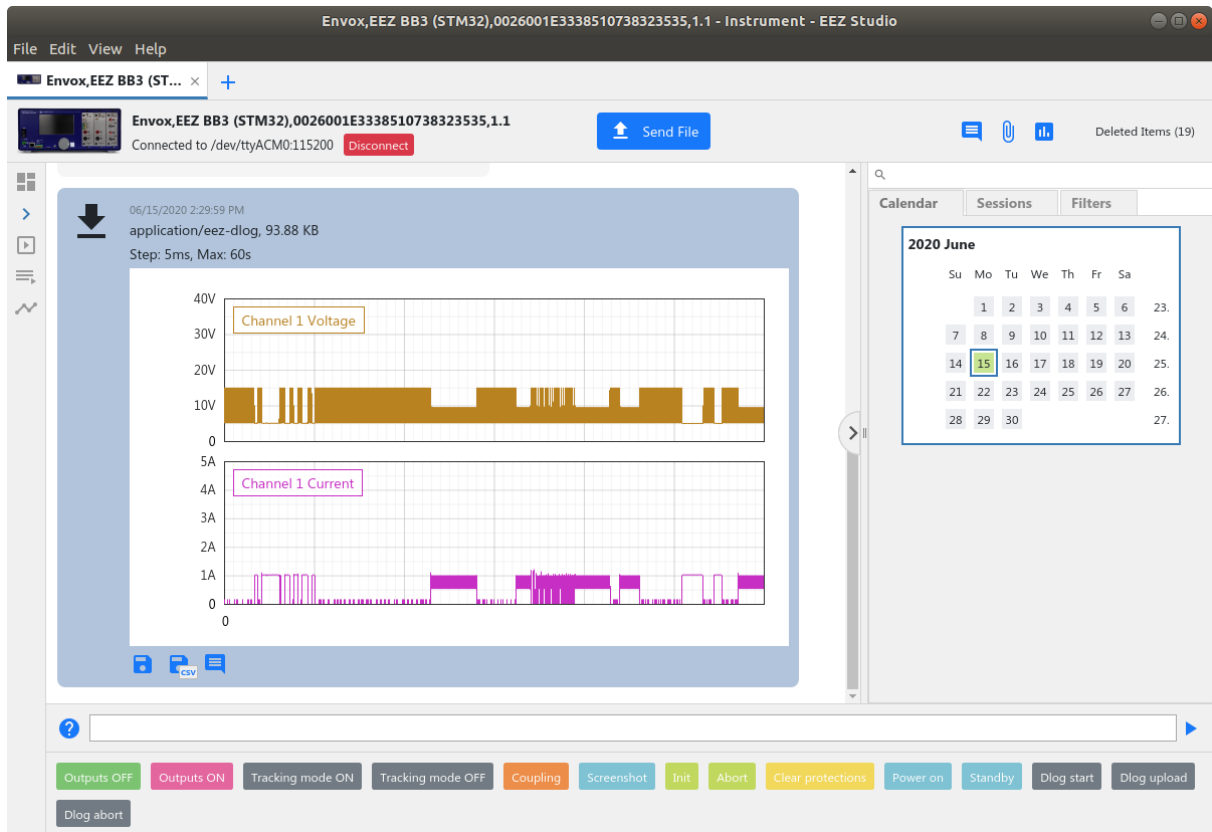 Envox,EEZ BB3 (STM32),0026001E3338510738323535,1.1 - Instrument - EEZ Studio
File Edit View Help
Envox,EEZ BB3 (ST... × +
Envox,EEZ BB3 (STM32),0026001E3338510738323535,1.1
Connected to /dev/ttyACM0:115200 Disconnect
Send File
Deleted Items (19)
06/15/2020 2:29:59 PM
application/eez-dlog, 93.88 KB
Step: 5ms, Max: 60s
40V
Channel 1 Voltage
30V
20V
10V
0
5A
Channel 1 Current
4A
3A
2A
1A
0
0
CSV
Calendar Sessions Filters
2020 June
Su Mo Tu We Th Fr Sa
1 2 3 4 5 6 23.
7 8 9 10 11 12 13 24.
14 15 16 17 18 19 20 25.
21 22 23 24 25 26 27 26.
28 29 30 27.
?
Outputs OFF Outputs ON Tracking mode ON Tracking mode OFF Coupling Screenshot Init Abort Clear protections Power on Standby Dlog start Dlog upload
Dlog abort